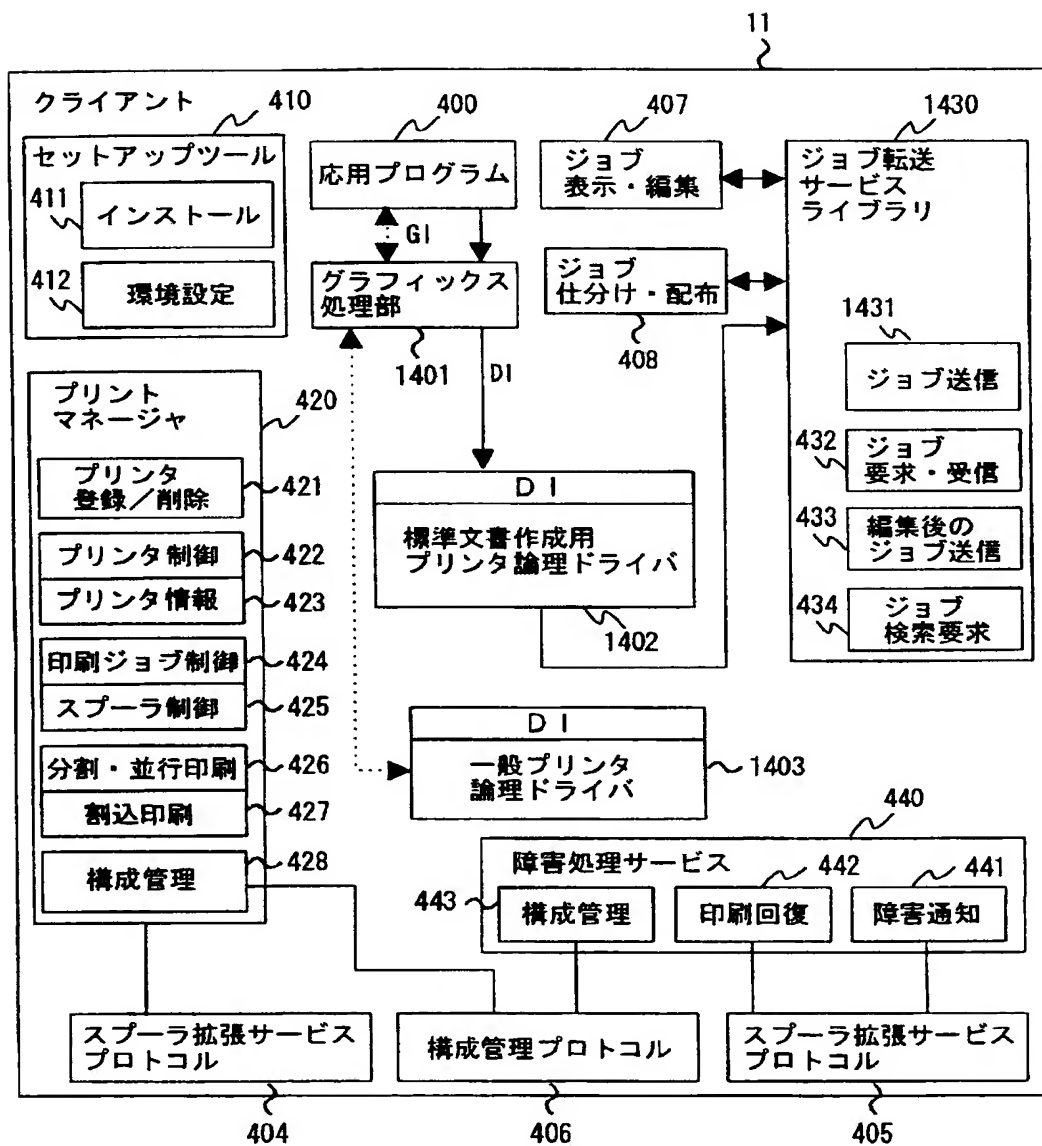 11
クライアント
410
400
407
1430
セットアップツール
411
インストール
412
環境設定
応用プログラム
GI
グラフィックス
処理部
1401
DI
ジョブ
表示・編集
ジョブ
仕分け・配布
408
ジョブ転送
サービス
ライブラリ
1431
ジョブ送信
432
ジョブ
要求・受信
433
編集後の
ジョブ送信
434
ジョブ
検索要求
プリント
マネージャ
420
プリンタ
登録／削除
421
プリンタ制御
422
プリンタ情報
423
印刷ジョブ制御
424
スプーラ制御
425
分割・並行印刷
426
割込印刷
427
構成管理
428
DI
標準文書作成用
プリンタ論理ドライバ
1402
DI
一般プリンタ
論理ドライバ
1403
440
障害処理サービス
443
構成管理
442
印刷回復
441
障害通知
スプーラ拡張サービス
プロトコル
構成管理プロトコル
スプーラ拡張サービス
プロトコル
404
406
405